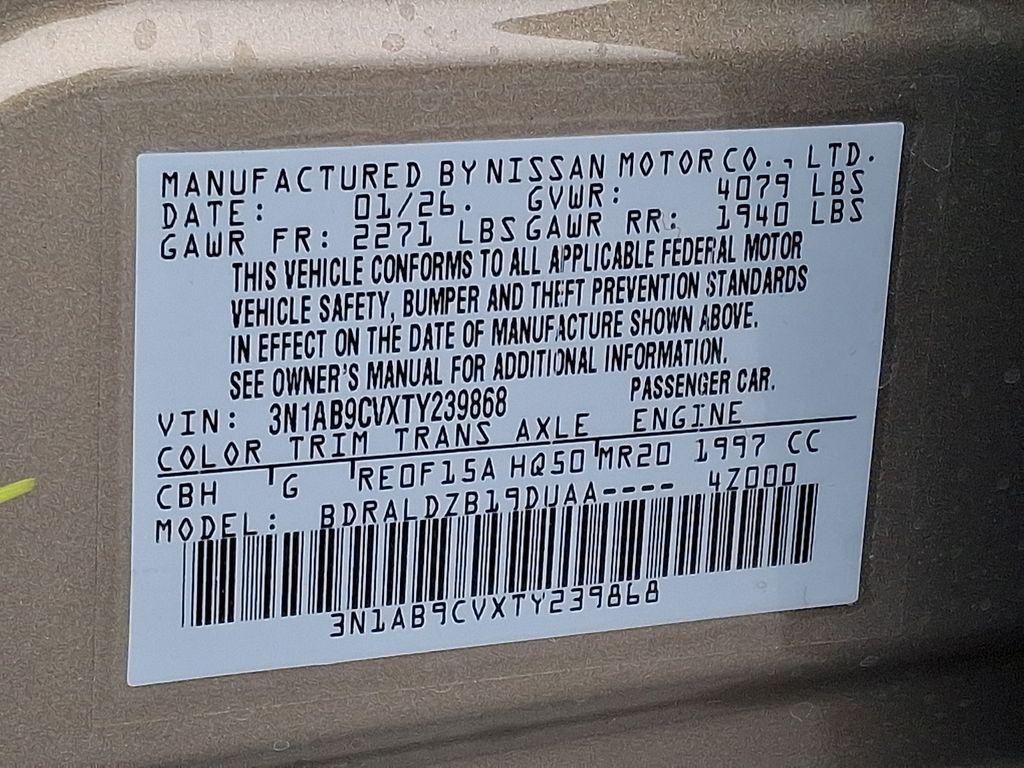 MANUFACTURED BY NISSAN MOTOR CO., LTD.
DATE: 01/26. GVWR: 4079 LBS
GAWR FR: 2271 LBS GAWR RR: 1940 LBS
THIS VEHICLE CONFORMS TO ALL APPLICABLE FEDERAL MOTOR
VEHICLE SAFETY, BUMPER AND THEFT PREVENTION STANDARDS
IN EFFECT ON THE DATE OF MANUFACTURE SHOWN ABOVE.
SEE OWNER'S MANUAL FOR ADDITIONAL INFORMATION.
PASSENGER CAR.
VIN: 3N1AB9CVXTY239868
COLOR TRIM TRANS AXLE ENGINE
CBH G RE0F15A HQ50 MR20 1997 CC
MODEL: BDRALDZB19DUAA---- 4Z000
3N1AB9CVXTY239868